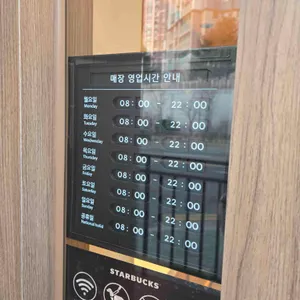 매장 영업시간 안내
월요일 08 : 00 - 22 : 00
Monday
화요일 08 : 00 - 22 : 00
Tuesday
수요일 08 : 00 - 22 : 00
Wednesday
목요일 08 : 00 - 22 : 00
Thursday
금요일 08 : 00 - 22 : 00
Friday
토요일 08 : 00 - 22 : 00
Saturday
일요일 08 : 00 - 22 : 00
Sunday
공휴일 08 : 00 - 22 : 00
National holiday
STARBUCKS